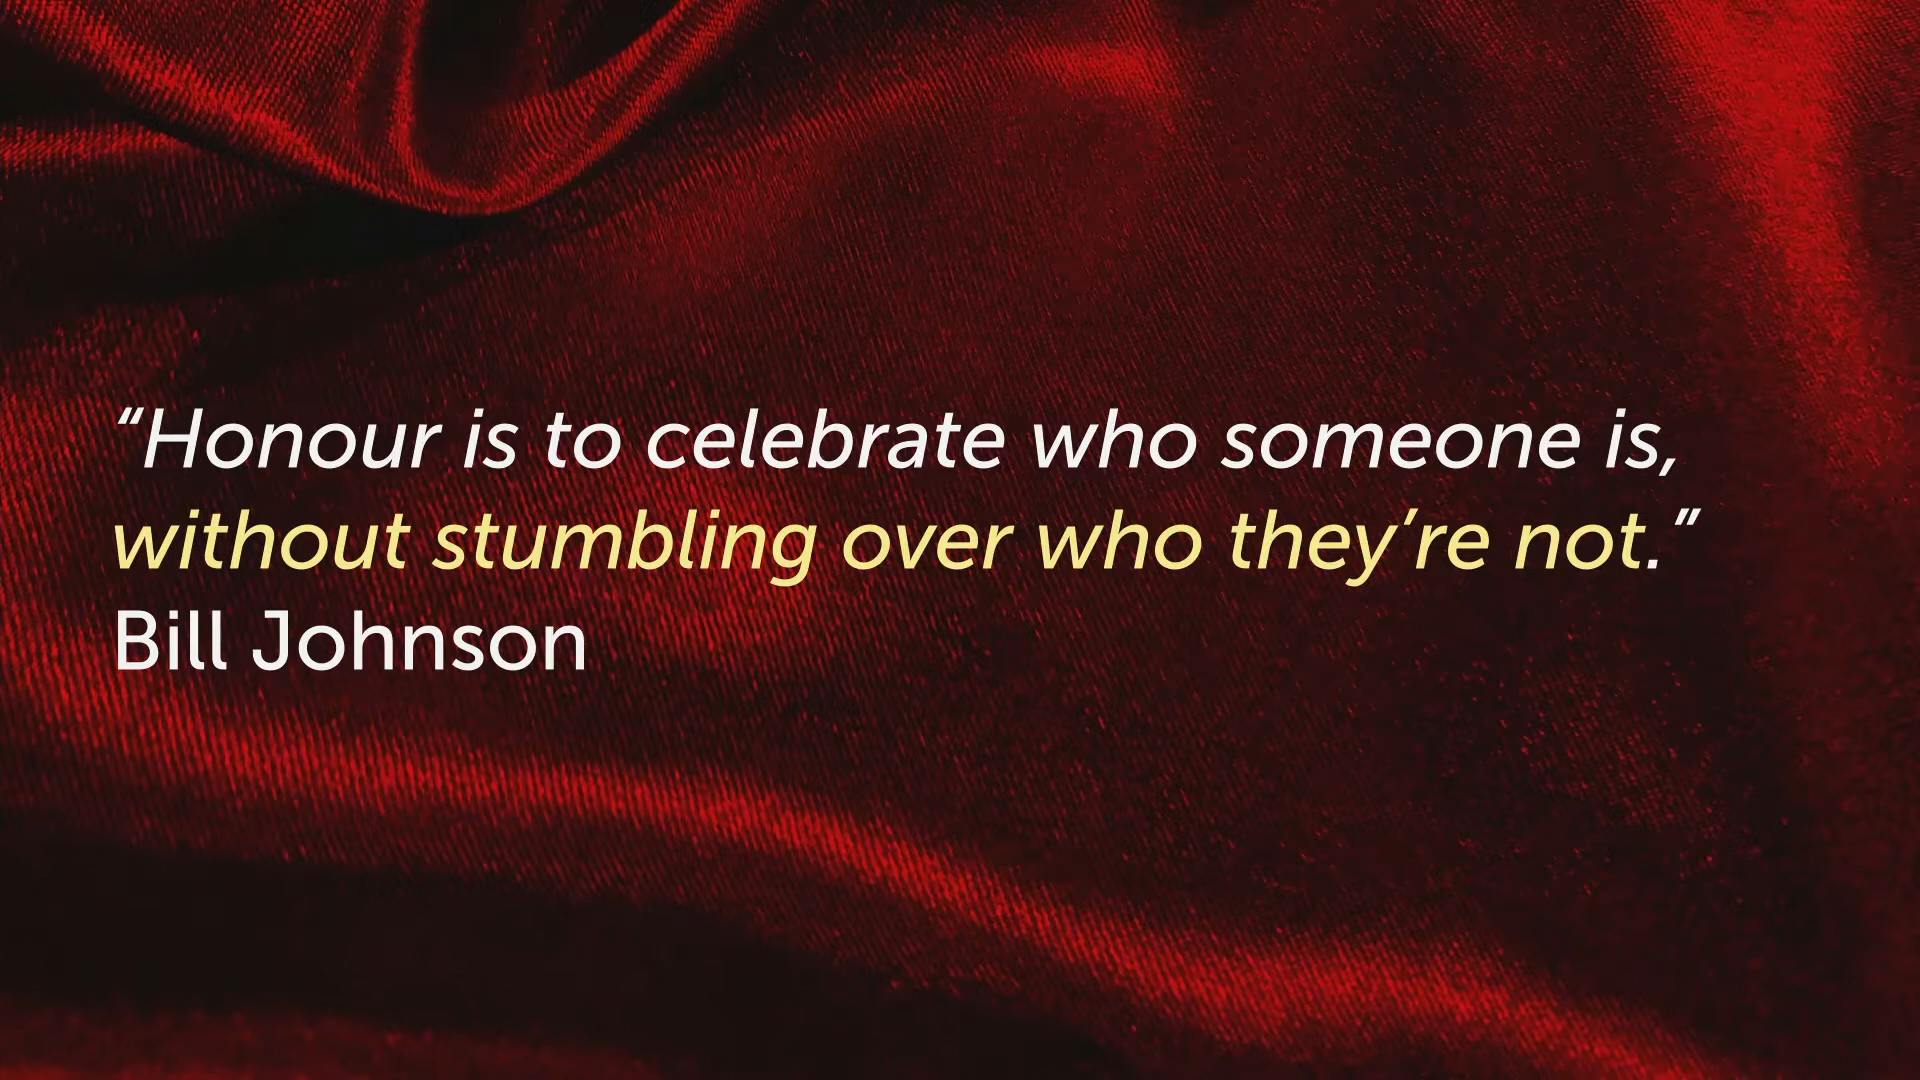 “Honour is to celebrate who someone is,
without stumbling over who they’re not.”
Bill Johnson